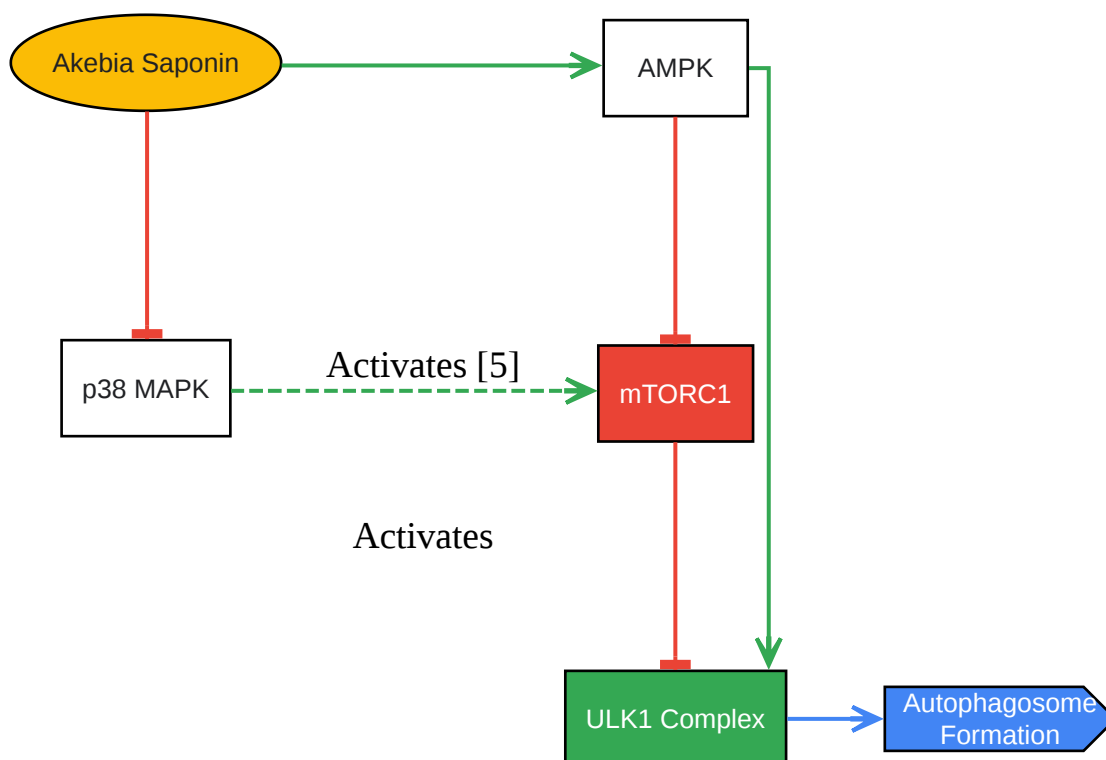 Akebia Saponin
AMPK
Activates [5]
p38 MAPK
mTORC1
Activates
ULK1 Complex
Autophagosome
Formation